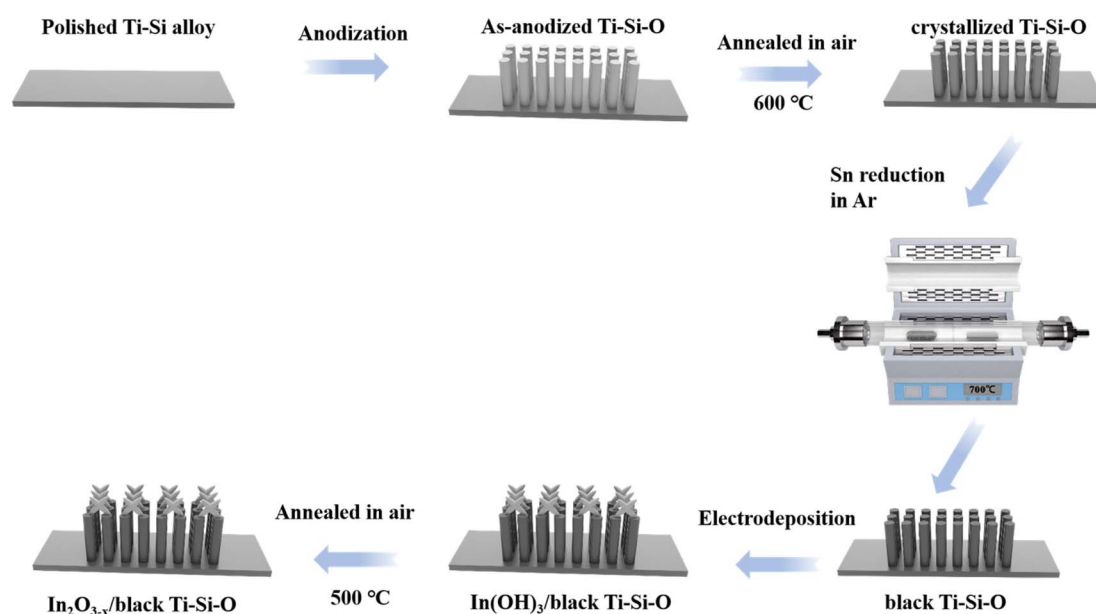 Polished Ti-Si alloy
Anodization
As-anodized Ti-Si-O
Annealed in air
600 °C
crystallized Ti-Si-O
Sn reduction
in Ar
700℃
black Ti-Si-O
Electrodeposition
In(OH)₃/black Ti-Si-O
Annealed in air
500 °C
In₂O₃₋ₓ/black Ti-Si-O